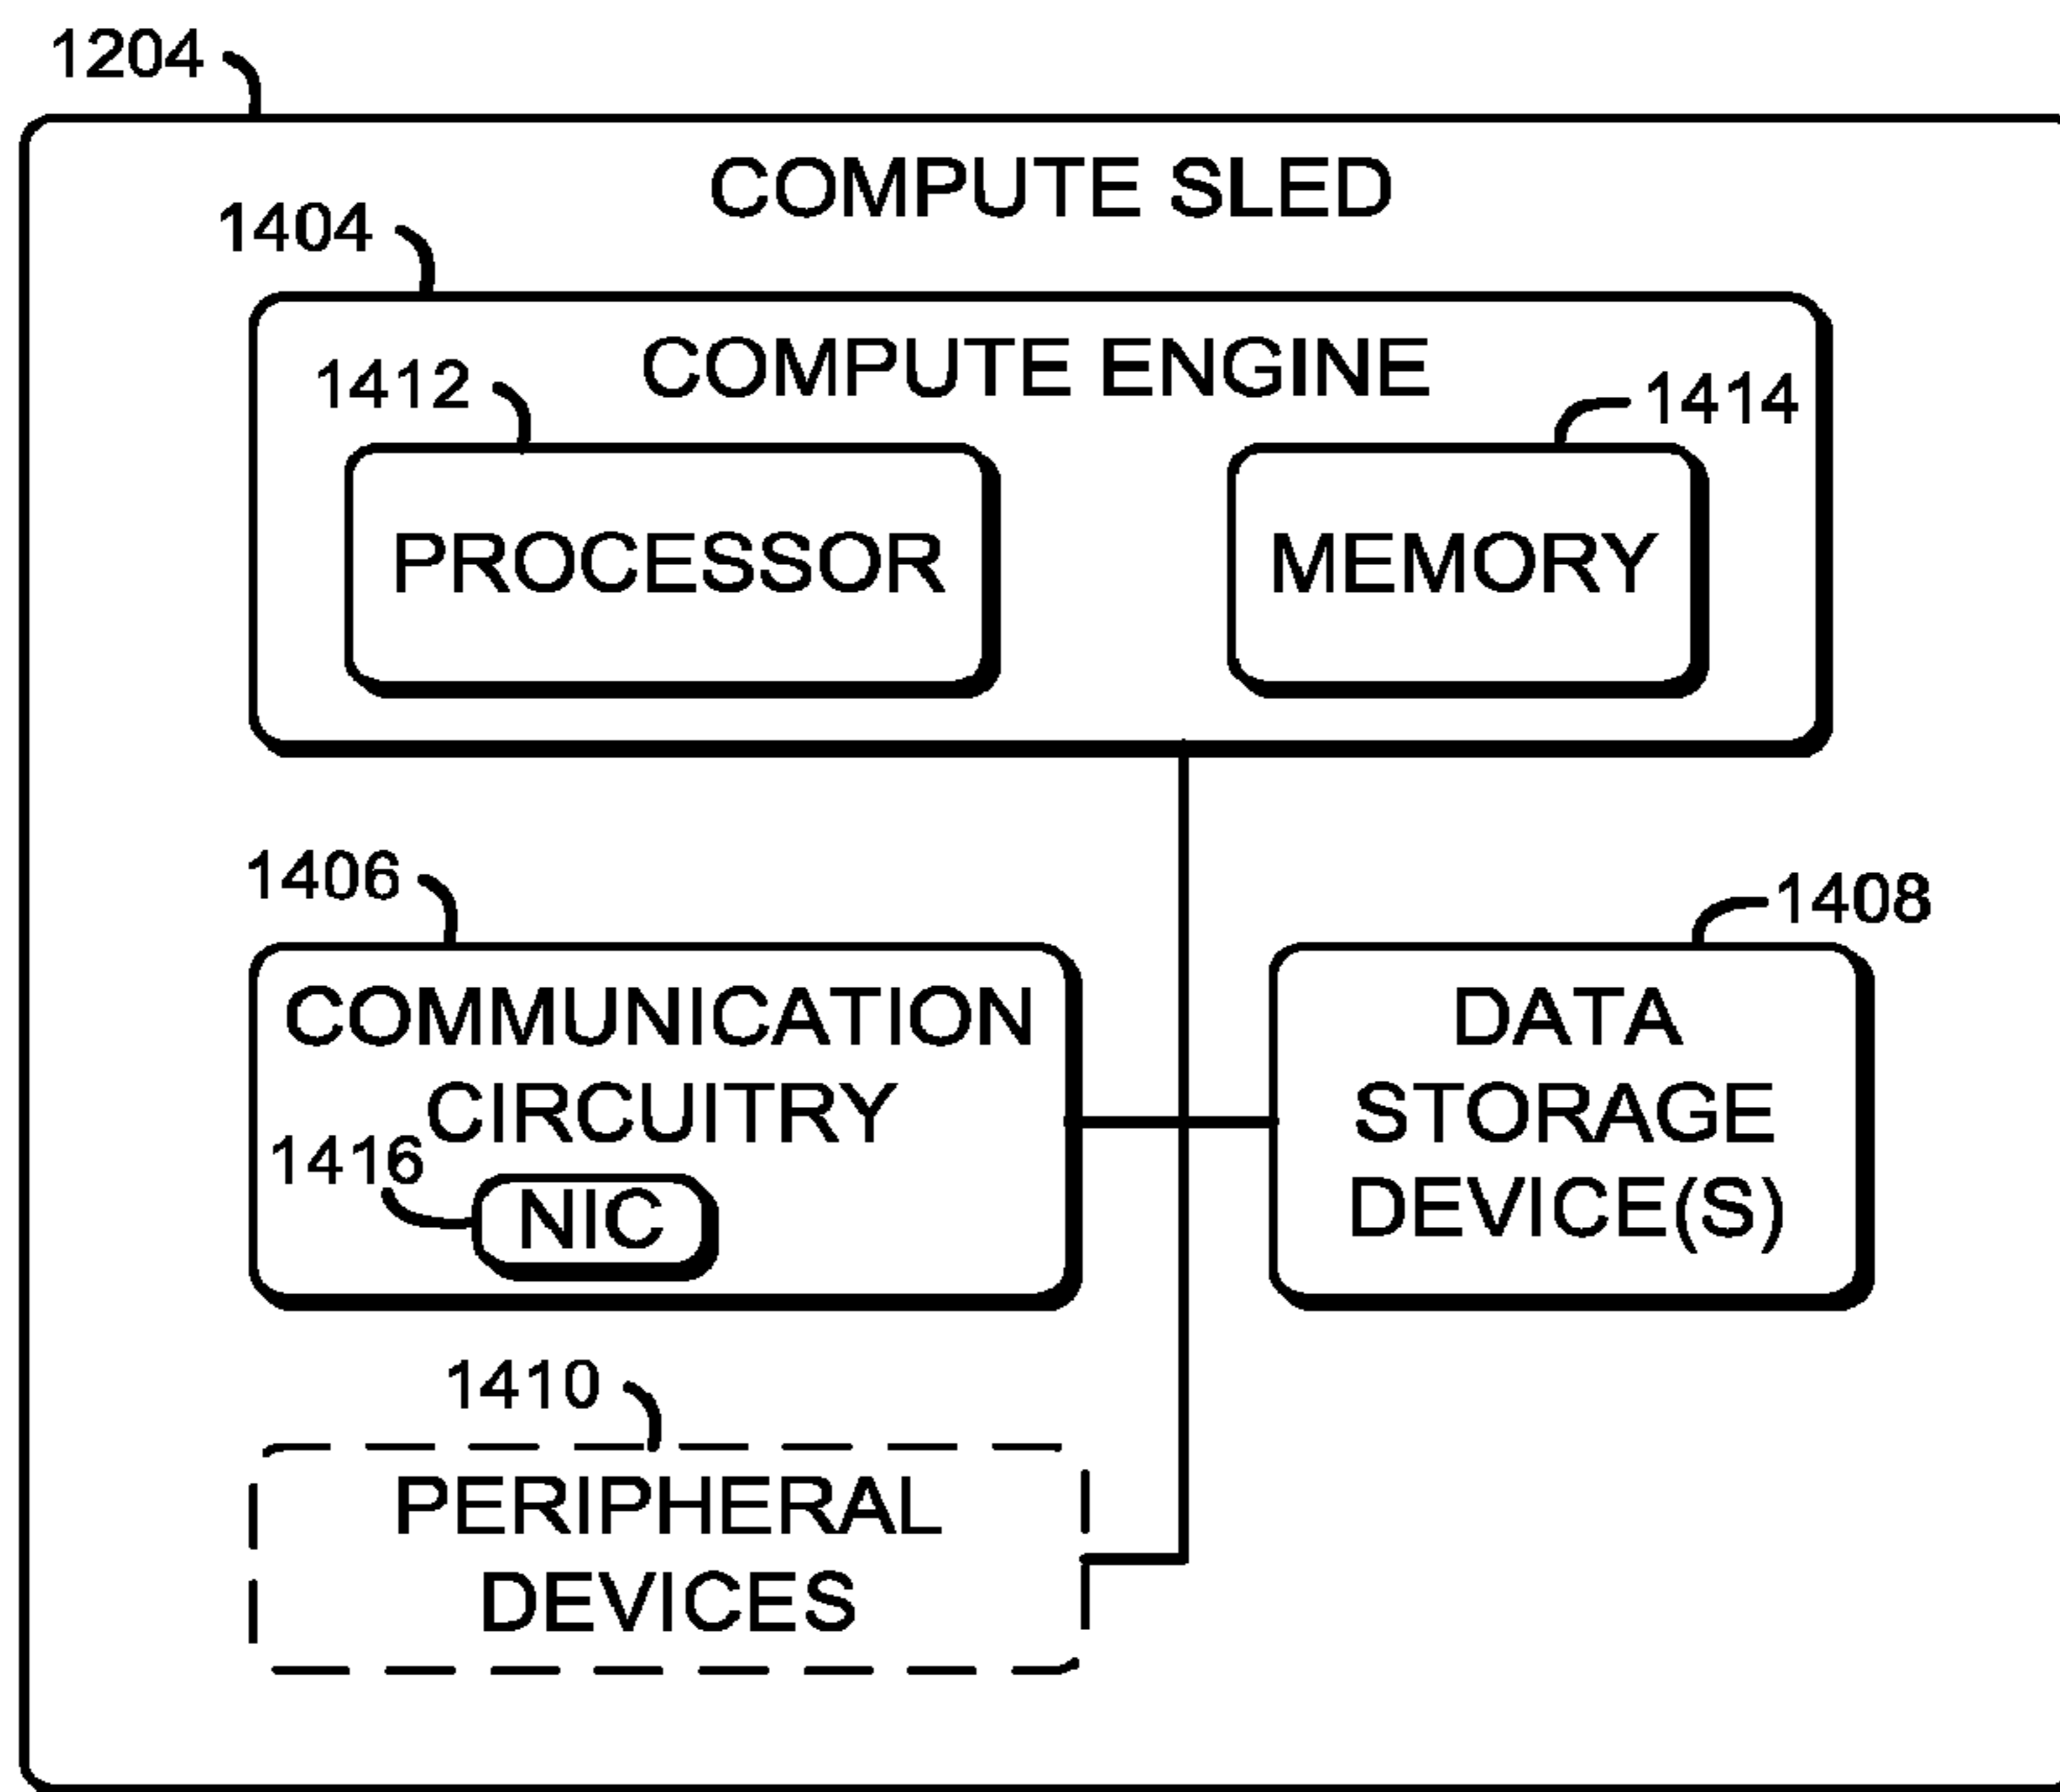 1204
COMPUTE SLED
1404
COMPUTE ENGINE
1412
1414
PROCESSOR
MEMORY
1406
1408
COMMUNICATION
CIRCUITRY
1416
NIC
DATA
STORAGE
DEVICE(S)
1410
PERIPHERAL
DEVICES